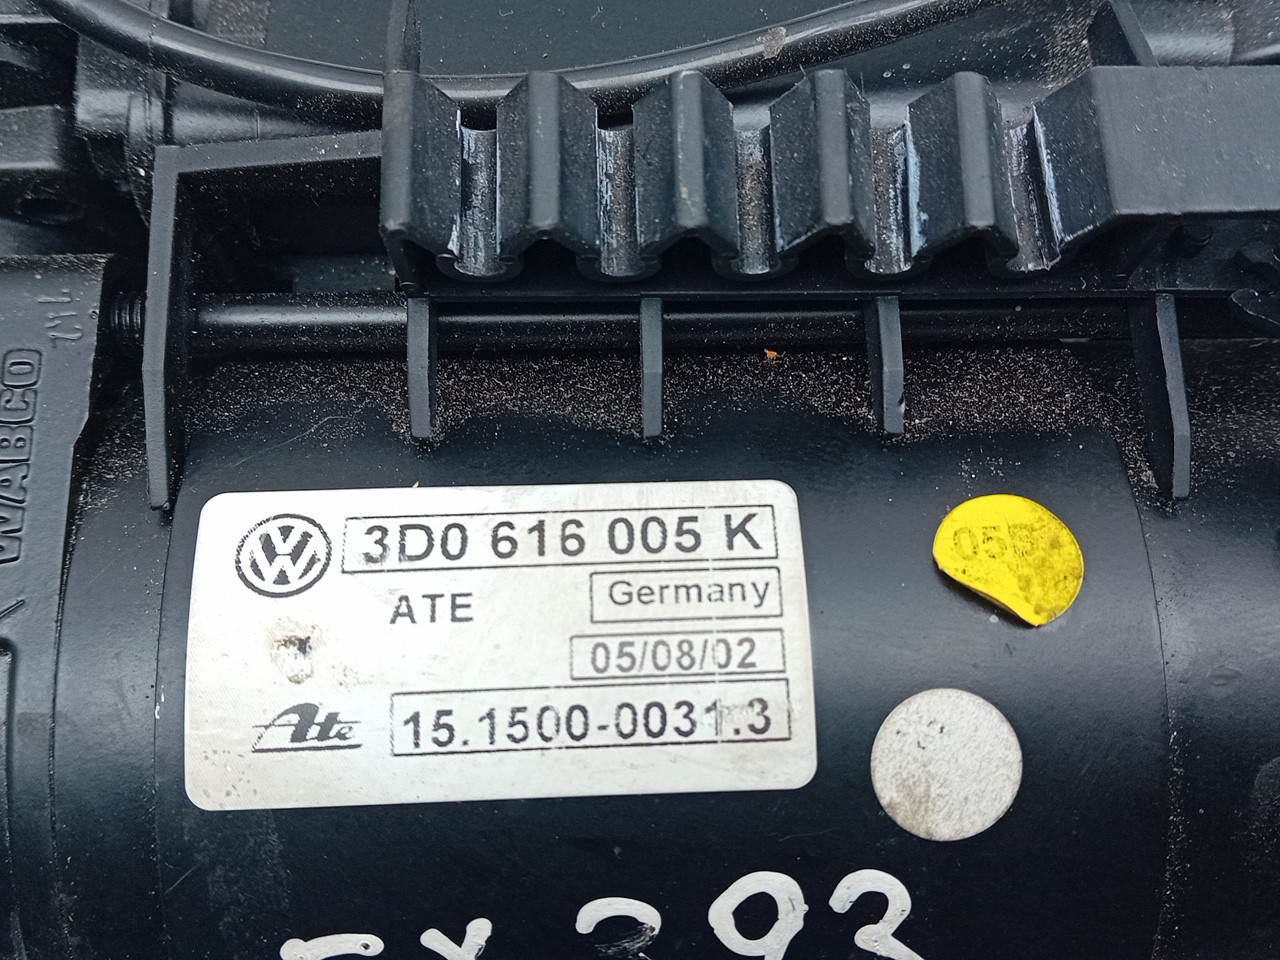 WABCO
3D0 616 005 K
ATE
Germany
05/08/02
Ate
15.1500-0031.3